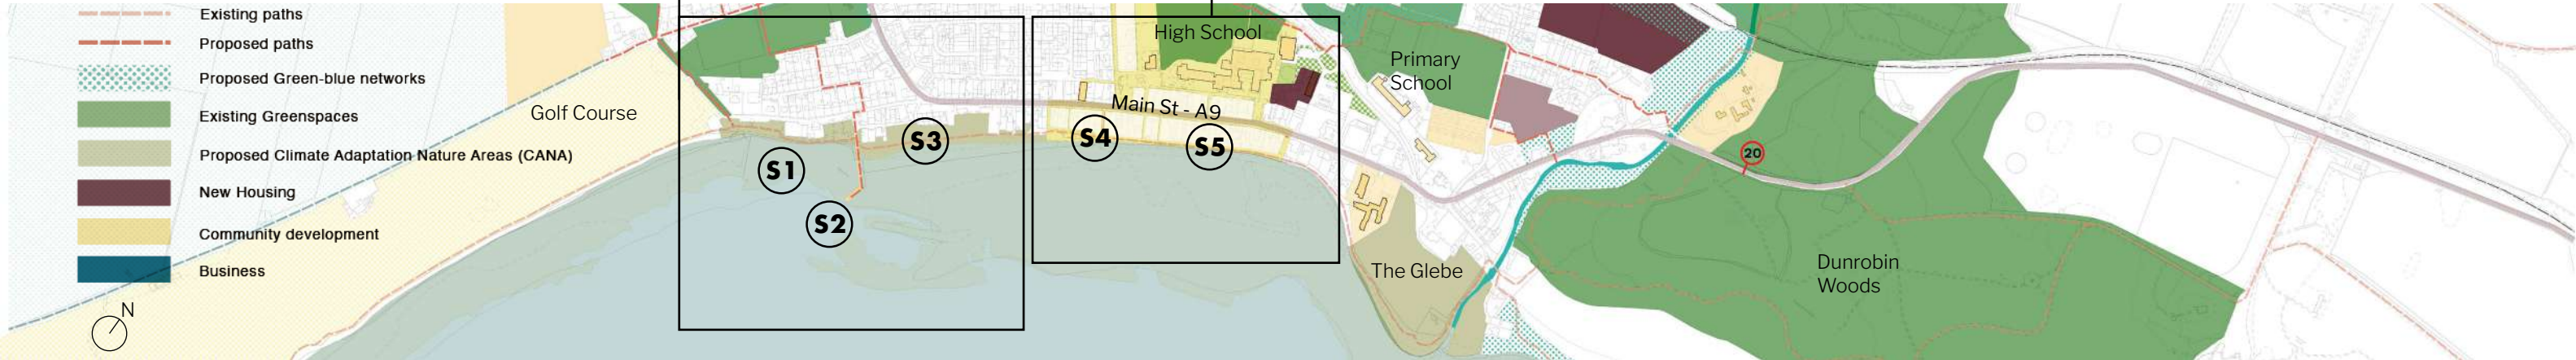 Existing paths
Proposed paths
Proposed Green-blue networks
Existing Greenspaces
Proposed Climate Adaptation Nature Areas (CANA)
New Housing
Community development
Business
N
Golf Course
High School
Primary
School
Main St - A9
S1
S2
S3
S4
S5
20
The Glebe
Dunrobin
Woods